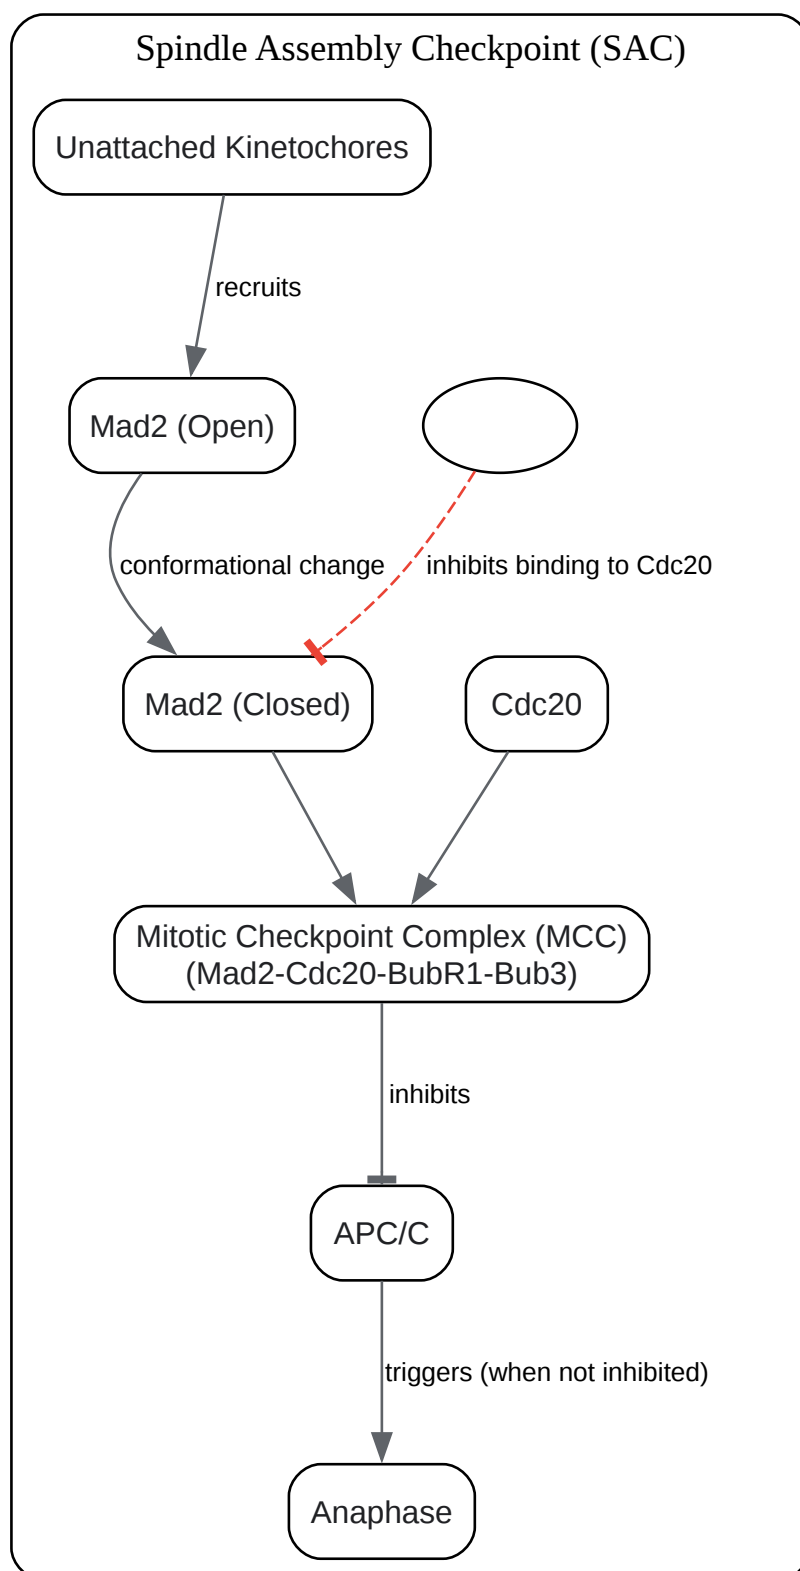 Spindle Assembly Checkpoint (SAC)
Unattached Kinetochores
recruits
Mad2 (Open)
conformational change
inhibits binding to Cdc20
Mad2 (Closed)
Cdc20
Mitotic Checkpoint Complex (MCC)
(Mad2-Cdc20-BubR1-Bub3)
inhibits
APC/C
triggers (when not inhibited)
Anaphase